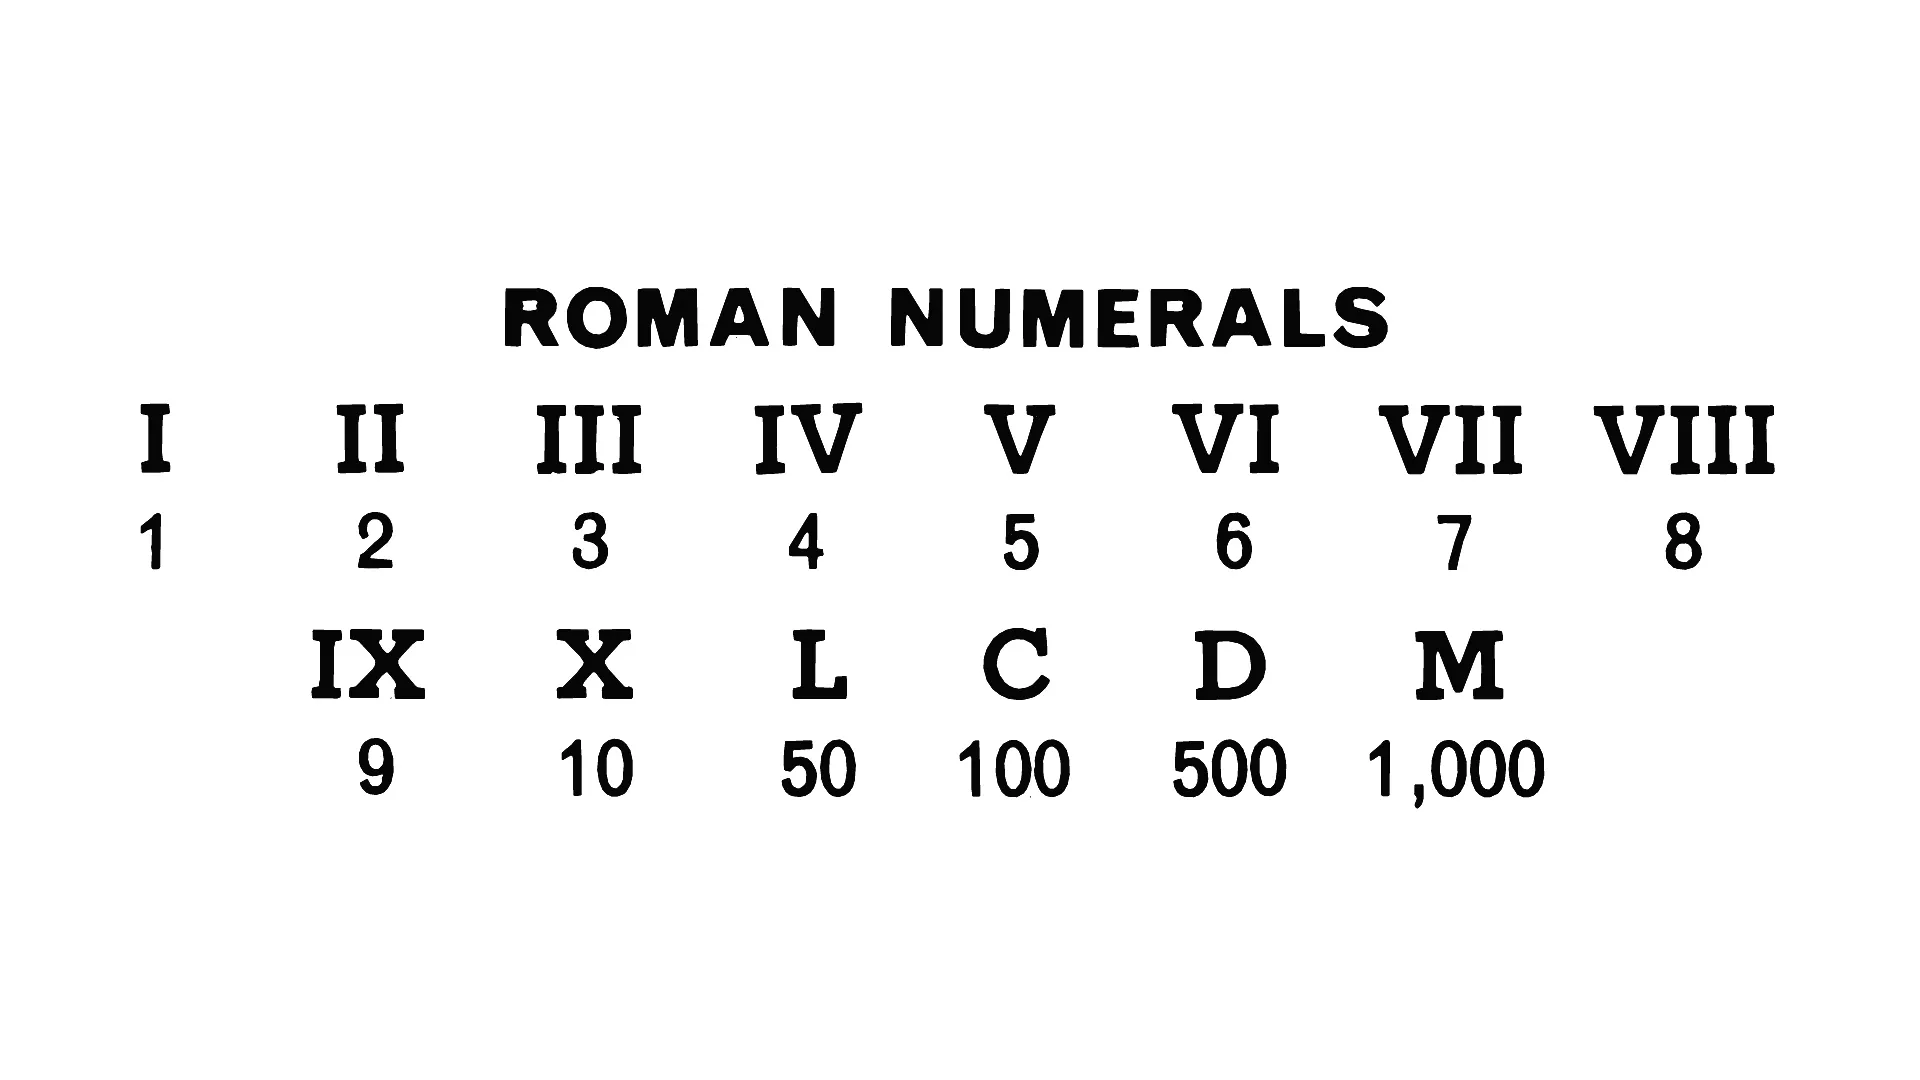 ROMAN NUMERALS
I II III IV V VI VII VIII
1 2 3 4 5 6 7 8
IX X L C D M
9 10 50 100 500 1,000